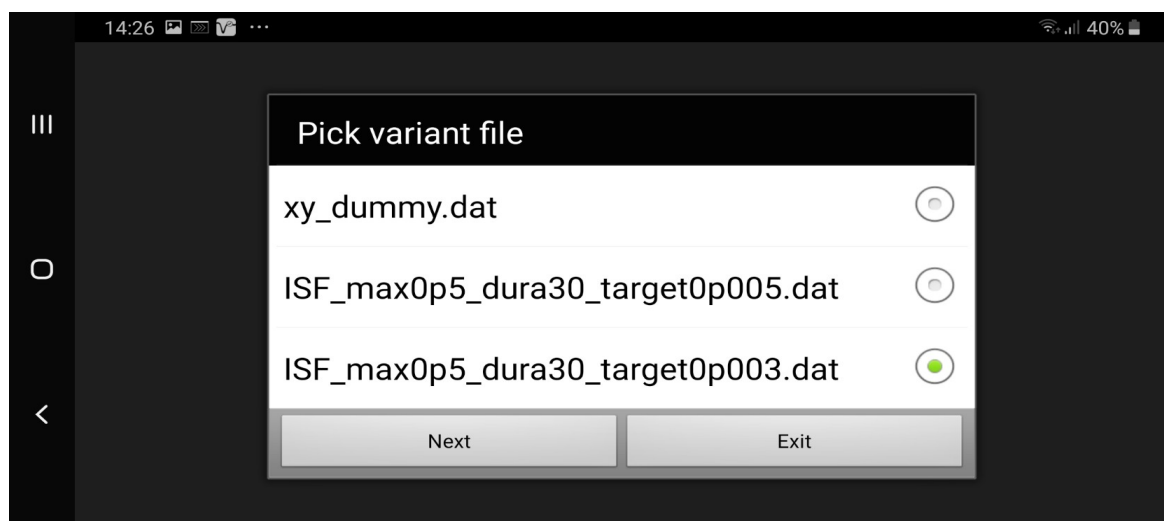 14:26
40%
Pick variant file
xy_dummy.dat
ISF_max0p5_dura30_target0p005.dat
ISF_max0p5_dura30_target0p003.dat
Next
Exit